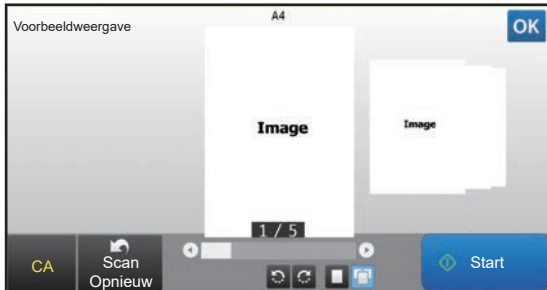 A4
Voorbeeldweergave
OK
Image
Image
1 / 5
CA
Scan
Opnieuw
Start